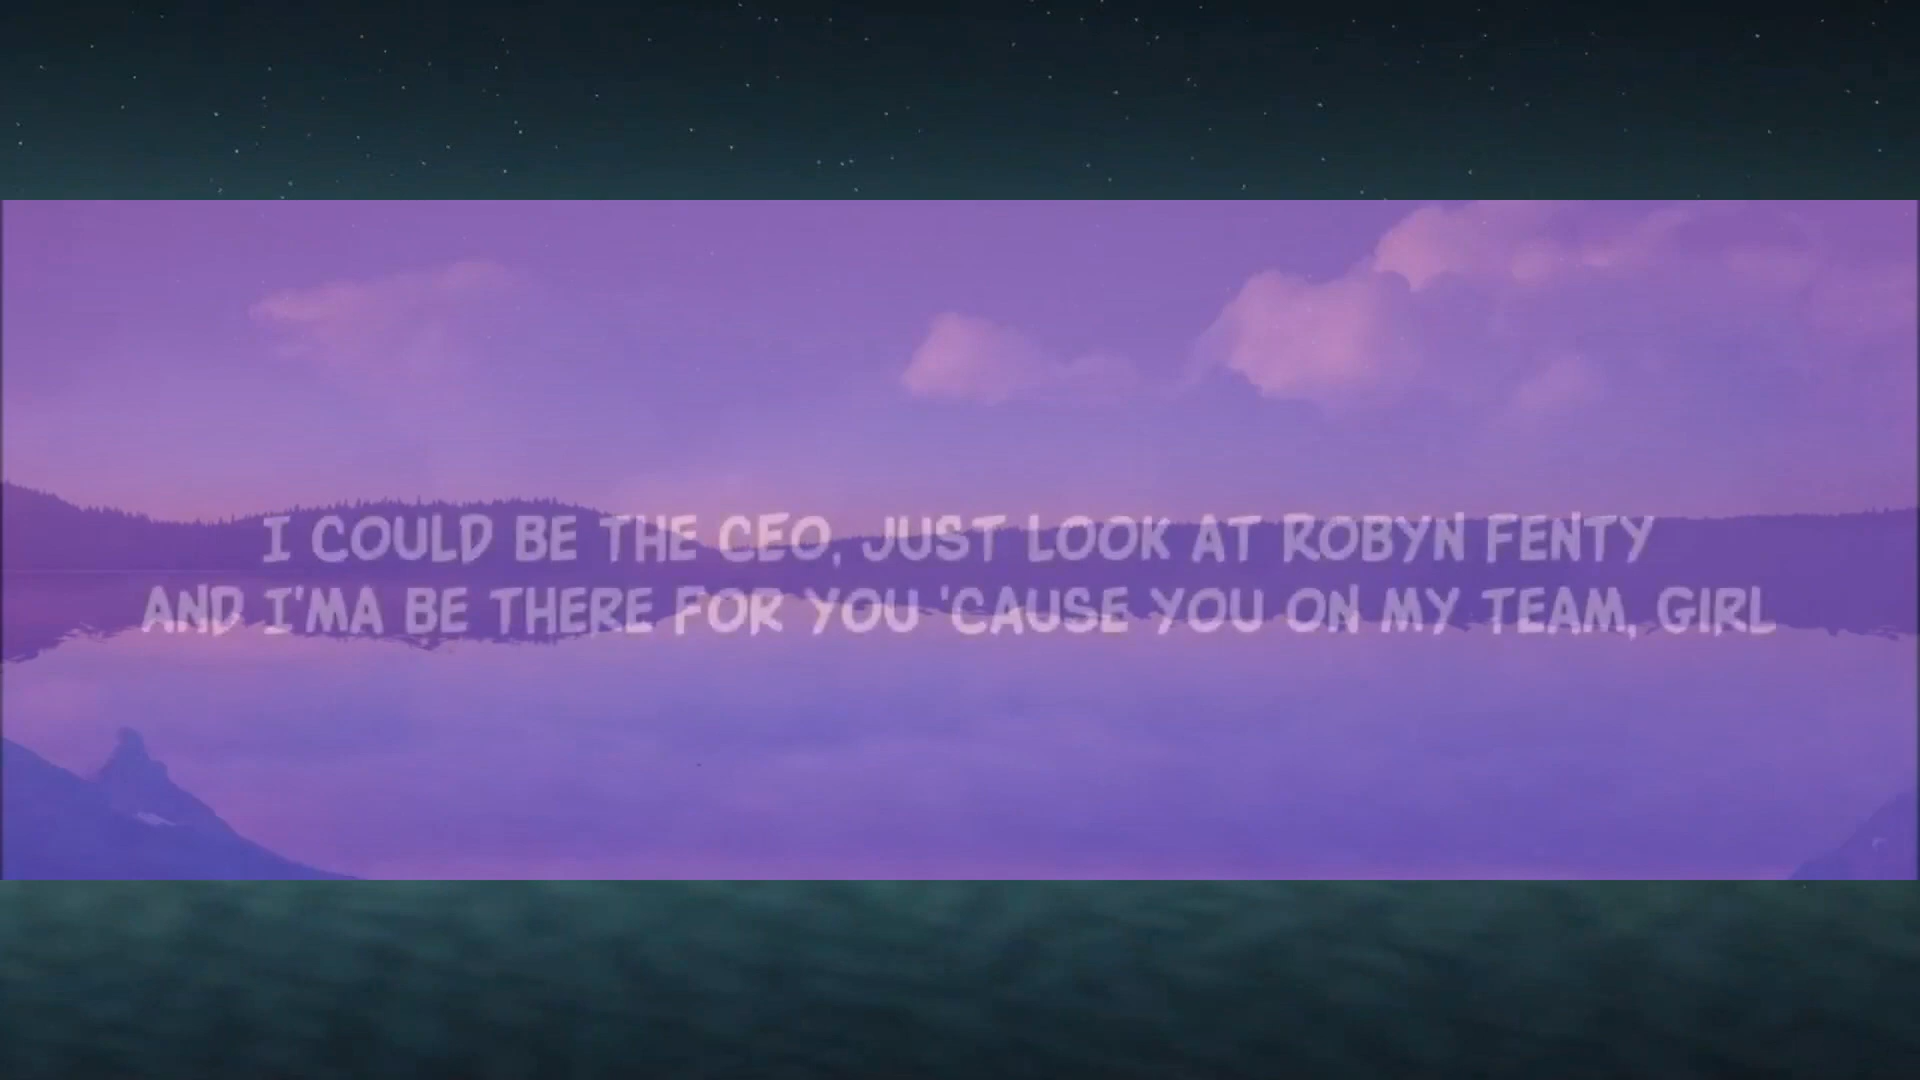 I COULD BE THE CEO, JUST LOOK AT ROBYN FENTY
AND I'MA BE THERE FOR YOU 'CAUSE YOU ON MY TEAM, GIRL